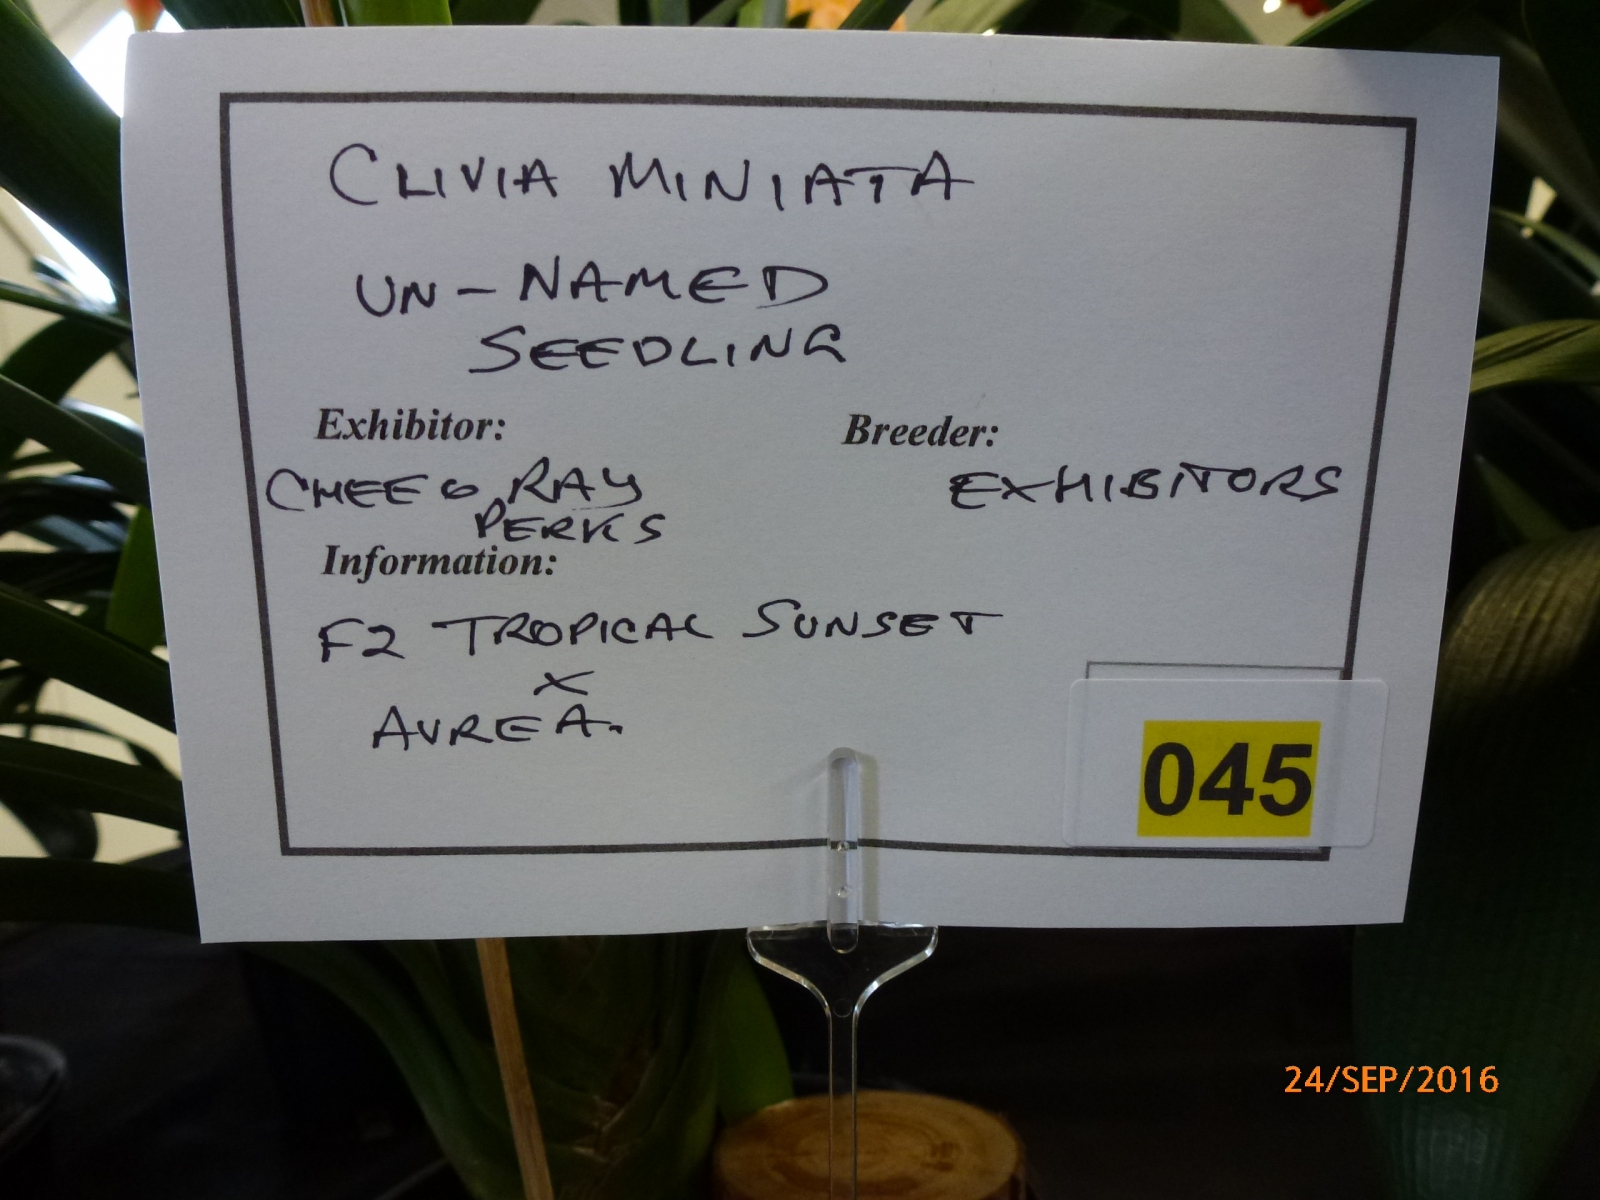 CLIVIA MINIATA
UN-NAMED
SEEDLING
Exhibitor:
Breeder:
RAY
PERKS
EXHIBITORS
Information:
F2 TROPICAL SUNSET
x
AUREA.
045
24/SEP/2016